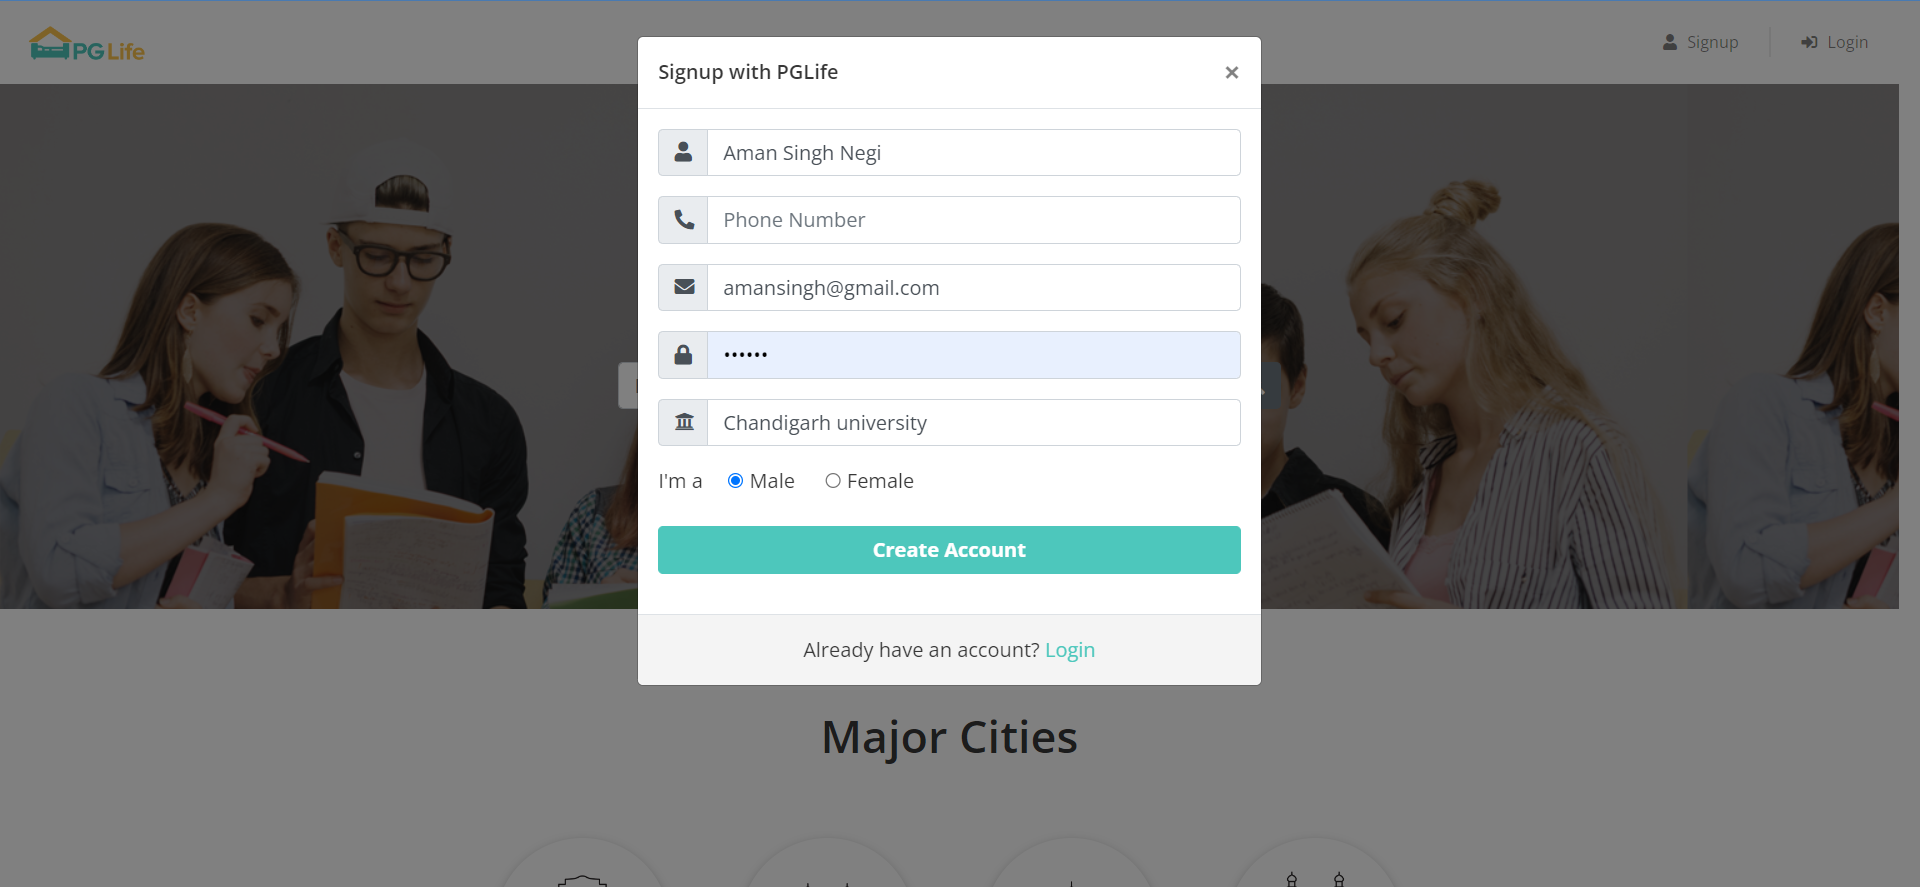 PG Life
Signup
Login
Signup with PGLife
×
Aman Singh Negi
Phone Number
amansingh@gmail.com
••••••
Chandigarh university
I'm a Male Female
Create Account
Already have an account? Login
Major Cities